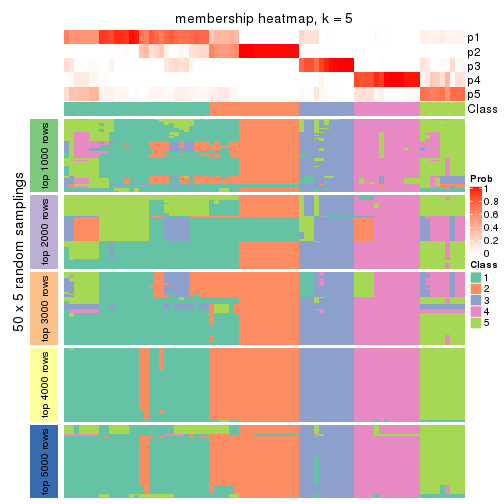 membership heatmap, k = 5
p1
p2
p3
p4
p5
Class
50 x 5 random samplings
top 1000 rows
top 2000 rows
top 3000 rows
top 4000 rows
top 5000 rows
Prob
1
0.8
0.6
0.4
0.2
0
Class
1
2
3
4
5